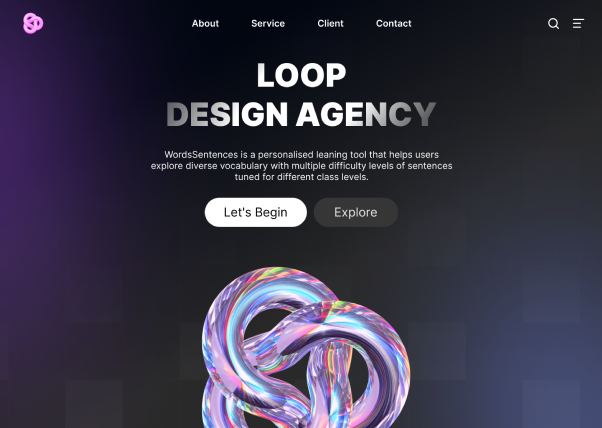 About Service Client Contact
LOOP
DESIGN AGENCY
WordsSentences is a personalised leaning tool that helps users
explore diverse vocabulary with multiple difficulty levels of sentences
tuned for different class levels.
Let's Begin Explore